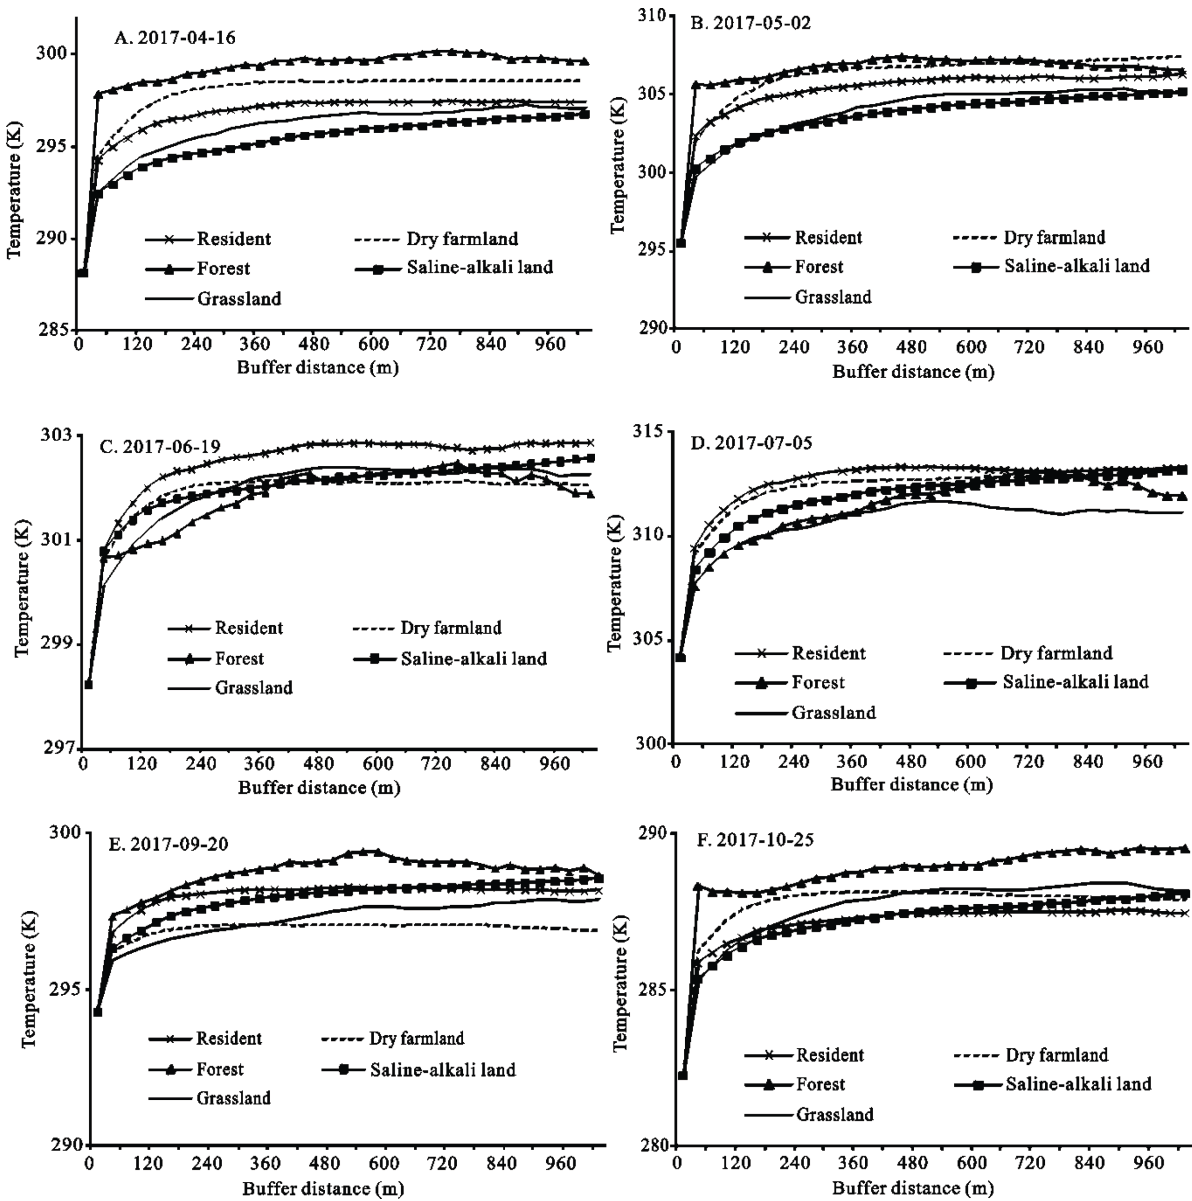 A. 2017-04-16
Temperature (K)
300
295
290
285
Resident
Dry farmland
Forest
Saline-alkali land
Grassland
0 120 240 360 480 600 720 840 960
Buffer distance (m)
B. 2017-05-02
Temperature (K)
310
305
300
295
290
Resident
Dry farmland
Forest
Saline-alkali land
Grassland
0 120 240 360 480 600 720 840 960
Buffer distance (m)
C. 2017-06-19
Temperature (K)
303
301
299
297
Resident
Dry farmland
Forest
Saline-alkali land
Grassland
0 120 240 360 480 600 720 840 960
Buffer distance (m)
D. 2017-07-05
Temperature (K)
315
310
305
300
Resident
Dry farmland
Forest
Saline-alkali land
Grassland
0 120 240 360 480 600 720 840 960
Buffer distance (m)
E. 2017-09-20
Temperature (K)
300
295
290
Resident
Dry farmland
Forest
Saline-alkali land
Grassland
0 120 240 360 480 600 720 840 960
Buffer distance (m)
F. 2017-10-25
Temperature (K)
290
285
280
Resident
Dry farmland
Forest
Saline-alkali land
Grassland
0 120 240 360 480 600 720 840 960
Buffer distance (m)